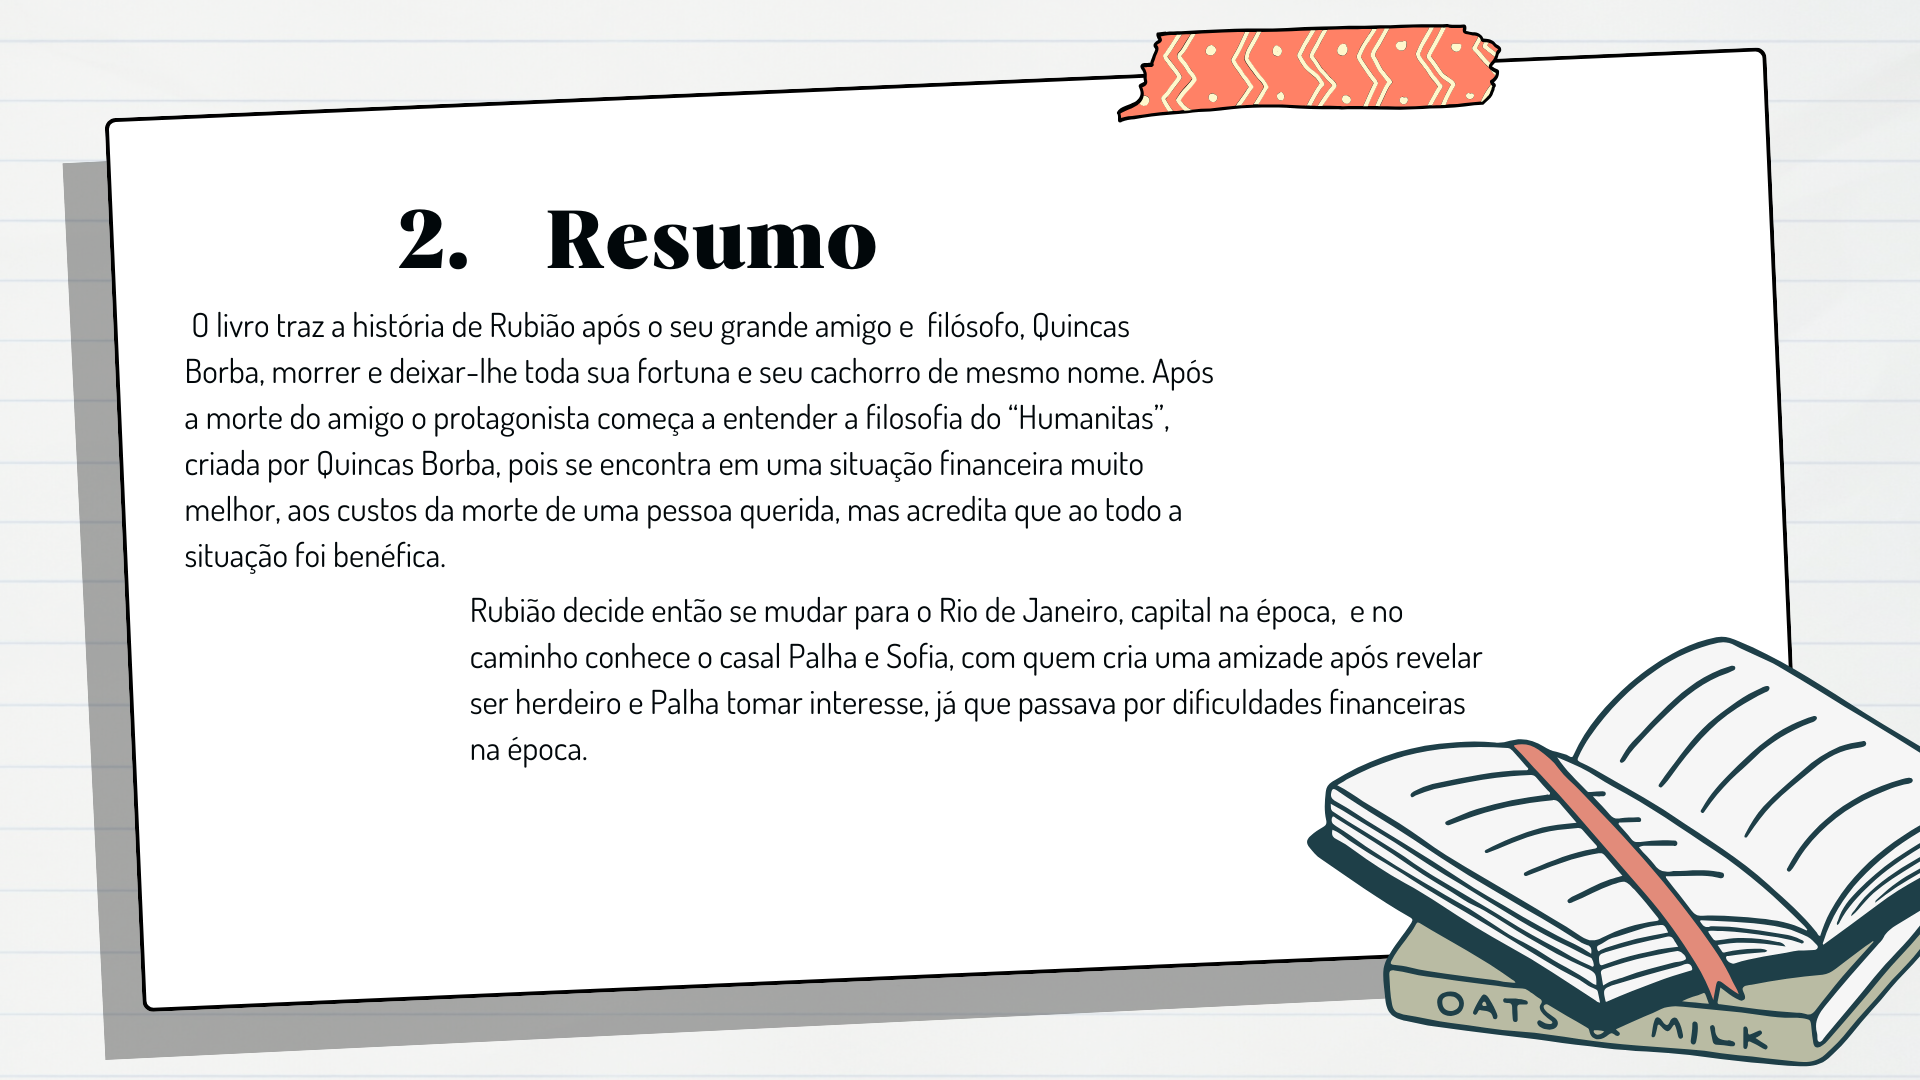 2. Resumo
O livro traz a história de Rubião após o seu grande amigo e filósofo, Quincas
Borba, morrer e deixar-lhe toda sua fortuna e seu cachorro de mesmo nome. Após
a morte do amigo o protagonista começa a entender a filosofia do “Humanitas”,
criada por Quincas Borba, pois se encontra em uma situação financeira muito
melhor, aos custos da morte de uma pessoa querida, mas acredita que ao todo a
situação foi benéfica.
Rubião decide então se mudar para o Rio de Janeiro, capital na época, e no
caminho conhece o casal Palha e Sofia, com quem cria uma amizade após revelar
ser herdeiro e Palha tomar interesse, já que passava por dificuldades financeiras
na época.
OATS & MILK